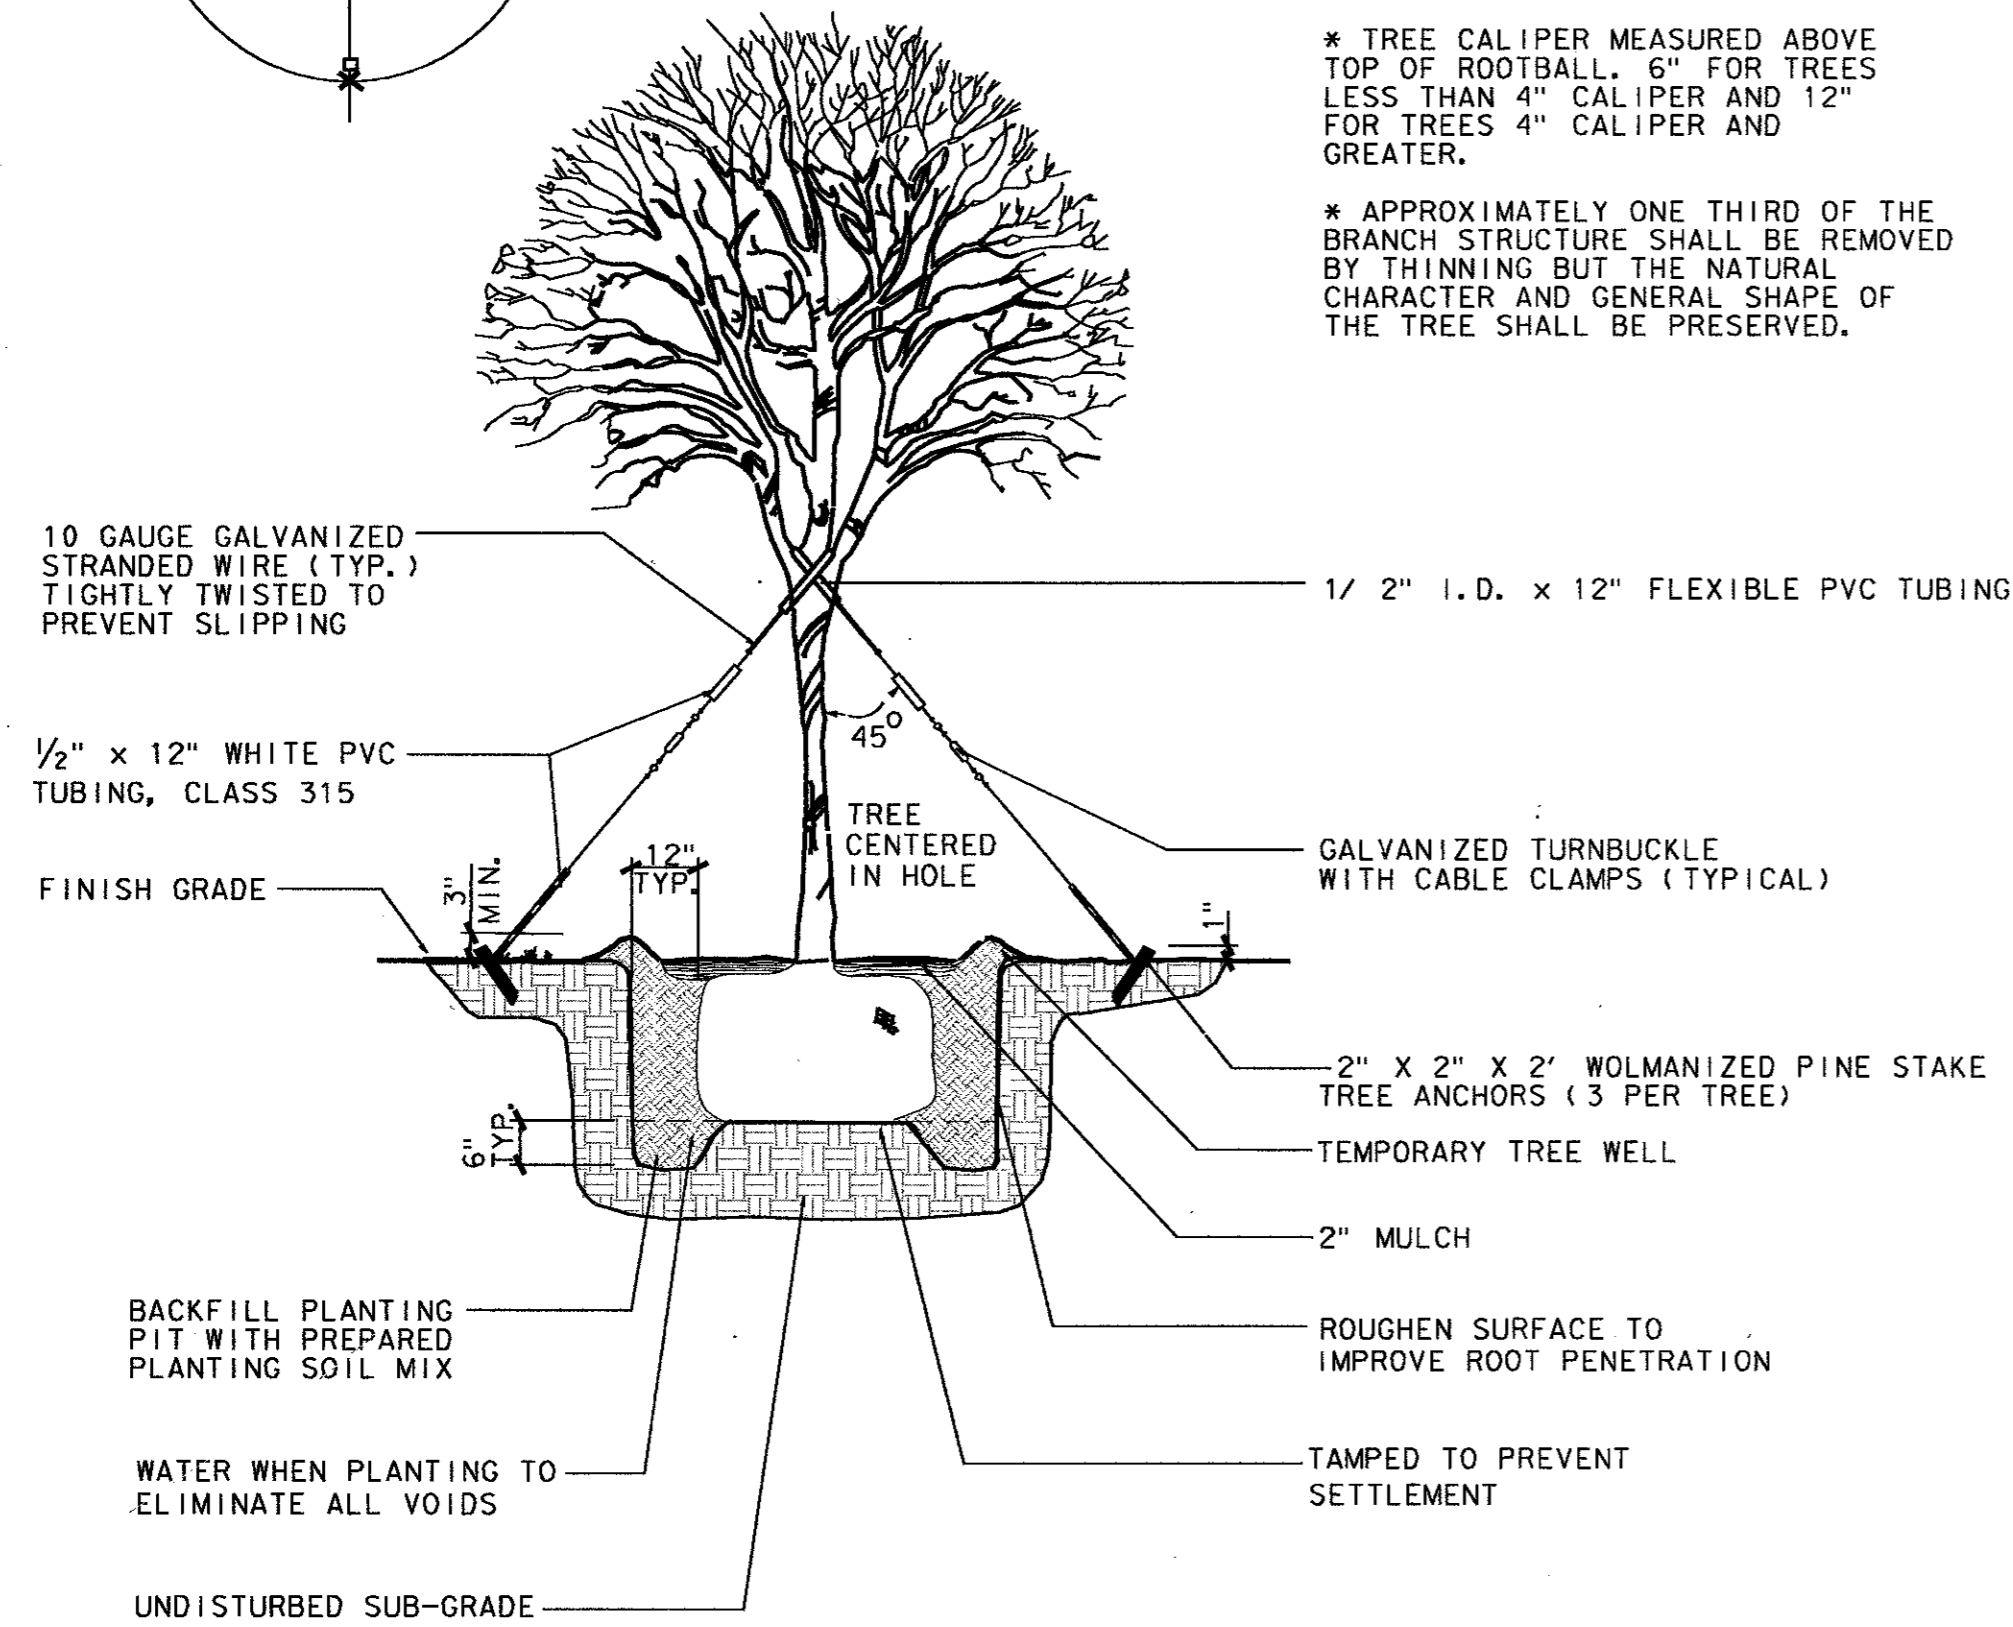 * TREE CALIPER MEASURED ABOVE
TOP OF ROOTBALL. 6" FOR TREES
LESS THAN 4" CALIPER AND 12"
FOR TREES 4" CALIPER AND
GREATER.
* APPROXIMATELY ONE THIRD OF THE
BRANCH STRUCTURE SHALL BE REMOVED
BY THINNING BUT THE NATURAL
CHARACTER AND GENERAL SHAPE OF
THE TREE SHALL BE PRESERVED.
10 GAUGE GALVANIZED
STRANDED WIRE (TYP.)
TIGHTLY TWISTED TO
PREVENT SLIPPING
1/ 2" I.D. x 12" FLEXIBLE PVC TUBING
45°
1/2" x 12" WHITE PVC
TUBING, CLASS 315
TREE
CENTERED
IN HOLE
12"
TYP.
GALVANIZED TURNBUCKLE
WITH CABLE CLAMPS (TYPICAL)
FINISH GRADE
3"
MIN.
1"
2" X 2" X 2' WOLMANIZED PINE STAKE
TREE ANCHORS (3 PER TREE)
6"
TYP.
TEMPORARY TREE WELL
2" MULCH
BACKFILL PLANTING
PIT WITH PREPARED
PLANTING SOIL MIX
ROUGHEN SURFACE TO
IMPROVE ROOT PENETRATION
WATER WHEN PLANTING TO
ELIMINATE ALL VOIDS
TAMPED TO PREVENT
SETTLEMENT
UNDISTURBED SUB-GRADE